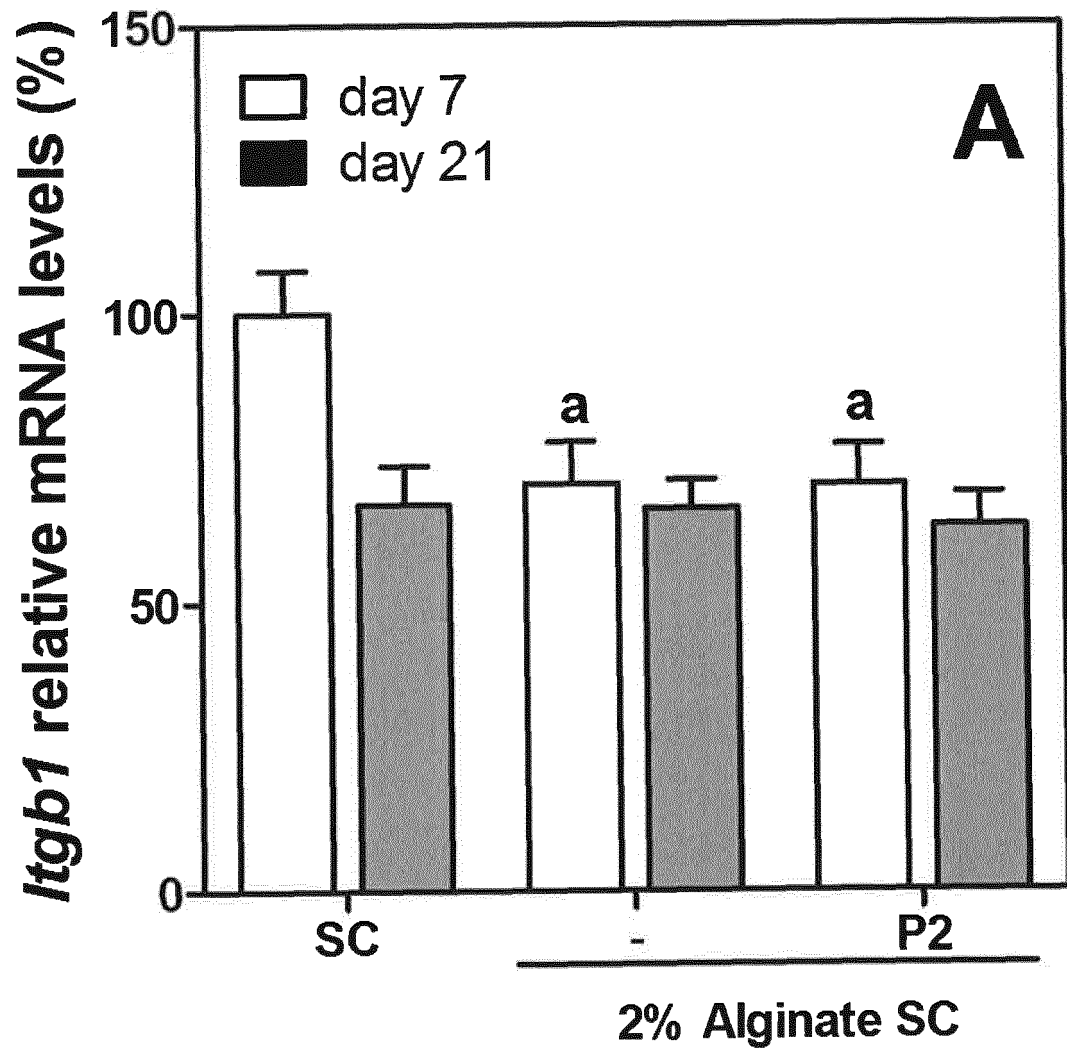 Itgb1 relative mRNA levels (%)
150
100
50
0
day 7
day 21
A
a
a
SC
-
P2
2% Alginate SC